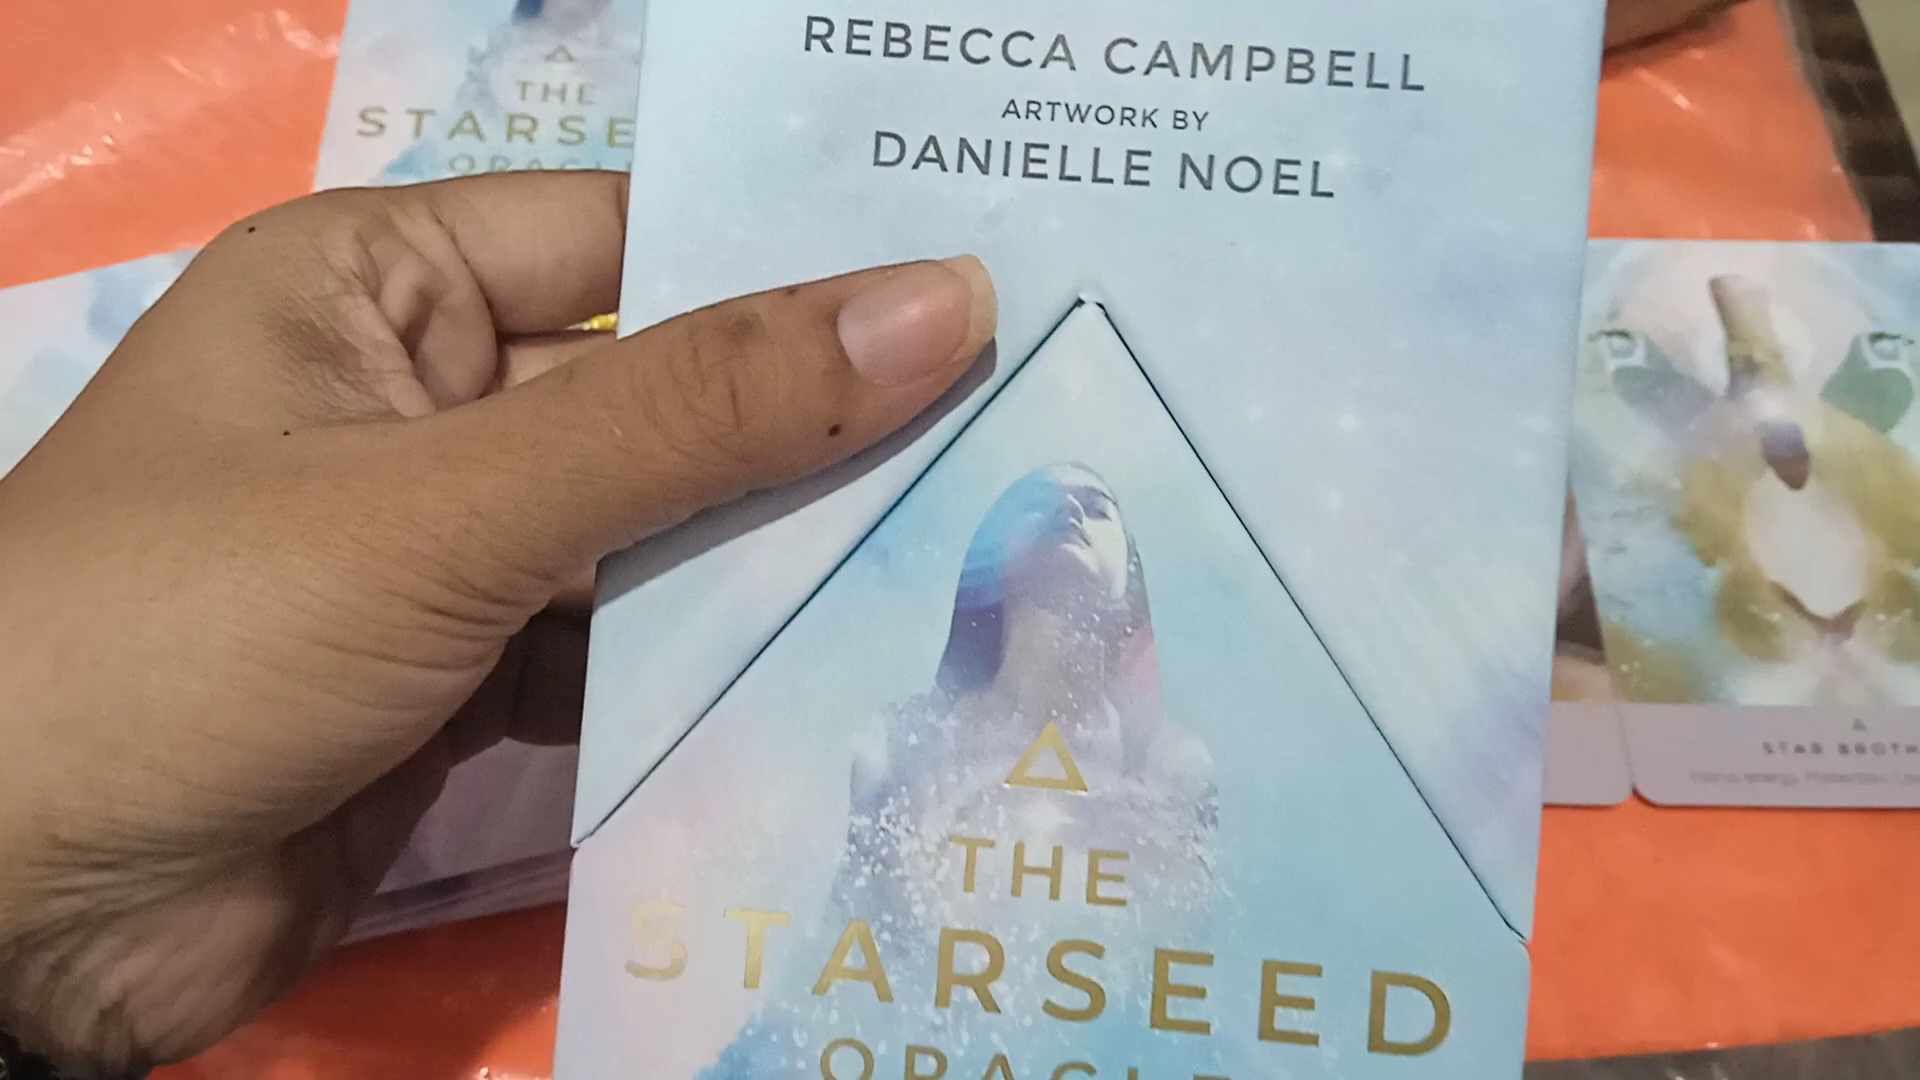 REBECCA CAMPBELL
ARTWORK BY
DANIELLE NOEL
THE
STARSEED
ORACLE
THE
STARSE
ORACL
STAR BROTH